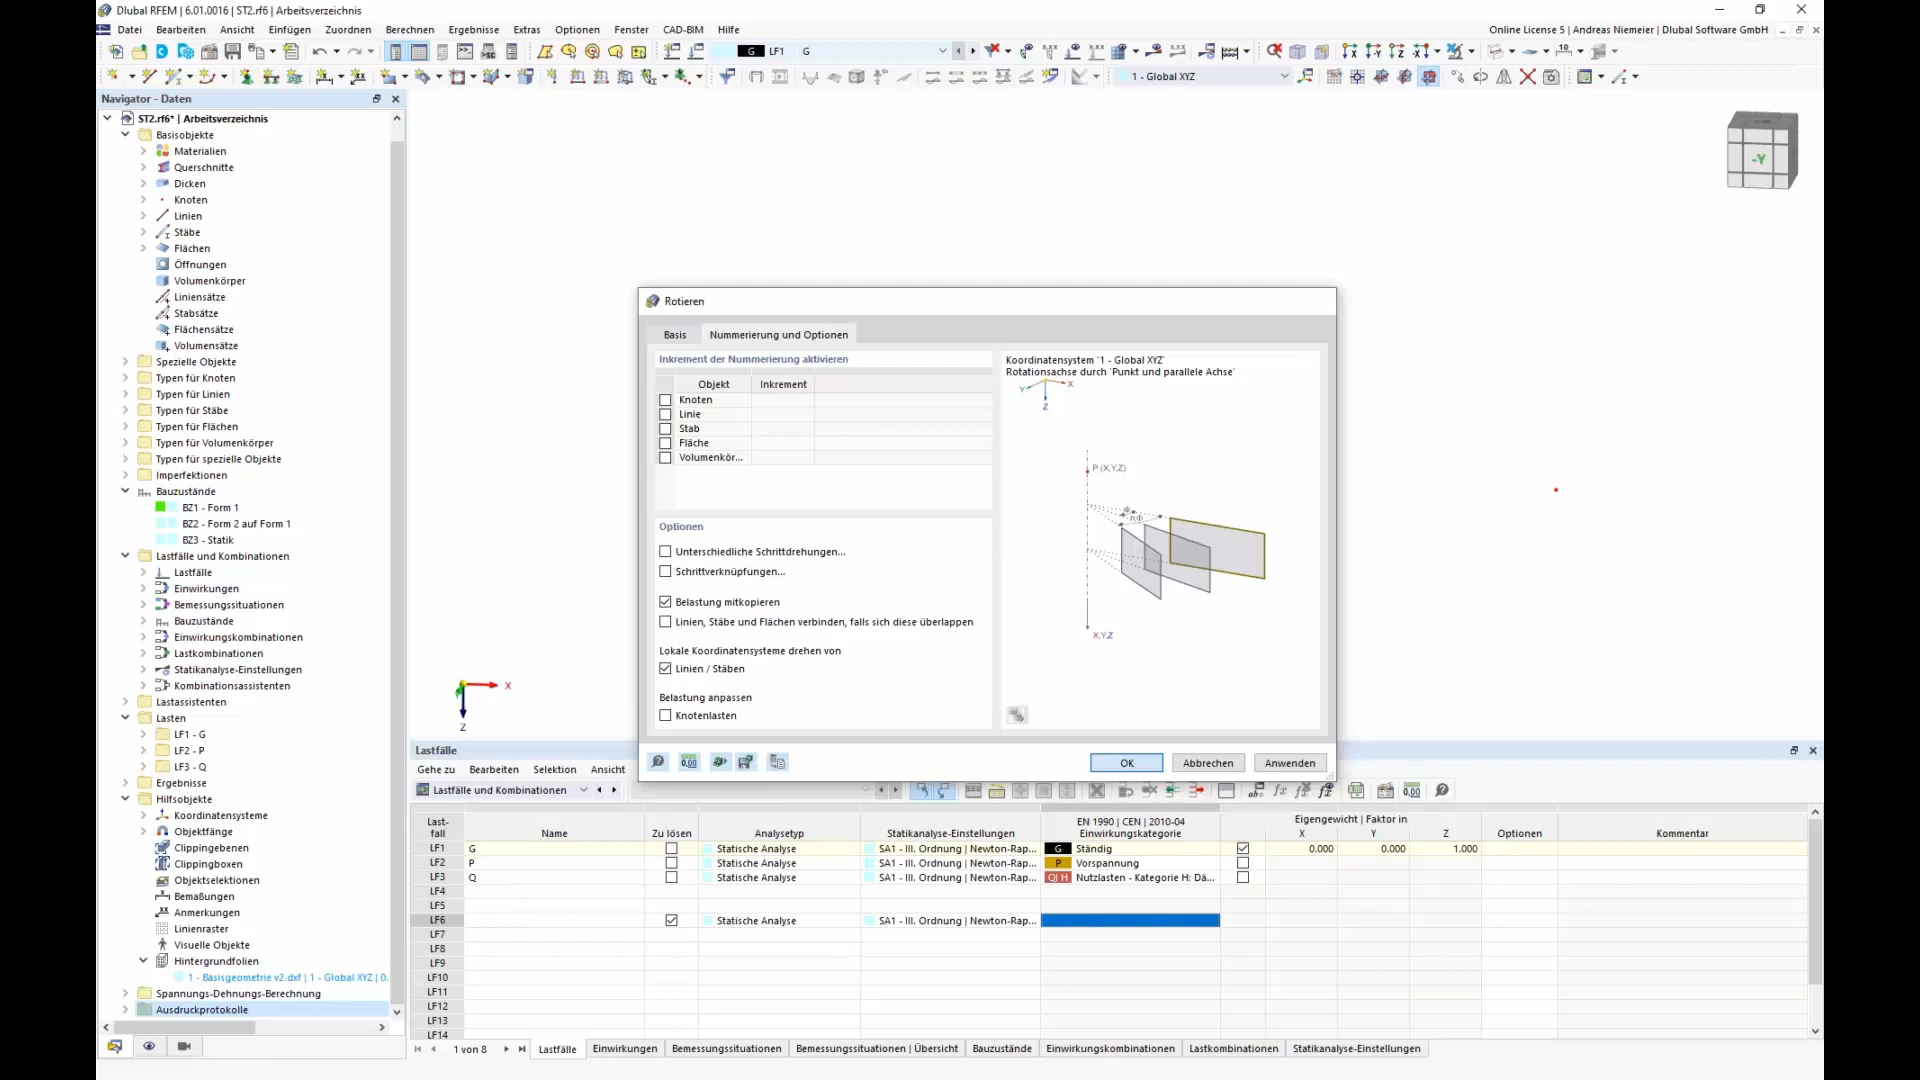 Dlubal RFEM | 6.01.0016 | ST2.rf6 | Arbeitsverzeichnis
Datei Bearbeiten Ansicht Einfügen Zuordnen Berechnen Ergebnisse Extras Optionen Fenster CAD-BIM Hilfe
Online License 5 | Andreas Niemeier | Dlubal Software GmbH
G LF1 G
1 - Global XYZ
Navigator - Daten
ST2.rf6* | Arbeitsverzeichnis
Basisobjekte
Materialien
Querschnitte
Dicken
Knoten
Linien
Stäbe
Flächen
Öffnungen
Volumenkörper
Liniensätze
Stabsätze
Flächensätze
Volumensätze
Spezielle Objekte
Typen für Knoten
Typen für Linien
Typen für Stäbe
Typen für Flächen
Typen für Volumenkörper
Typen für spezielle Objekte
Imperfektionen
Bauzustände
BZ1 - Form 1
BZ2 - Form 2 auf Form 1
BZ3 - Statik
Lastfälle und Kombinationen
Lastfälle
Einwirkungen
Bemessungssituationen
Bauzustände
Einwirkungskombinationen
Lastkombinationen
Statikanalyse-Einstellungen
Kombinationsassistenten
Lastassistenten
Lasten
LF1 - G
LF2 - P
LF3 - Q
Ergebnisse
Hilfsobjekte
Koordinatensysteme
Objektfänge
Clippingebenen
Clippingboxen
Objektselektionen
Bemaßungen
Anmerkungen
Linienraster
Visuelle Objekte
Hintergrundfolien
1 - Basisgeometrie v2.dxf | 1 - Global XYZ | 0.
Spannungs-Dehnungs-Berechnung
Ausdruckprotokolle
-Y
X
Z
Rotieren
Basis Nummerierung und Optionen
Inkrement der Nummerierung aktivieren
Objekt Inkrement
Knoten
Linie
Stab
Fläche
Volumenkör...
Optionen
Unterschiedliche Schrittdrehungen...
Schrittverknüpfungen...
Belastung mitkopieren
Linien, Stäbe und Flächen verbinden, falls sich diese überlappen
Lokale Koordinatensysteme drehen von
Linien / Stäben
Belastung anpassen
Knotenlasten
Koordinatensystem '1 - Global XYZ'
Rotationsachse durch 'Punkt und parallele Achse'
Y X
Z
P (X,Y,Z)
X,Y,Z
OK Abbrechen Anwenden
Lastfälle
Gehe zu Bearbeiten Selektion Ansicht
Lastfälle und Kombinationen
Last-
fall Name Zu lösen Analysetyp Statikanalyse-Einstellungen
EN 1990 | CEN | 2010-04
Einwirkungskategorie
Eigengewicht | Faktor in
X Y Z Optionen Kommentar
LF1 G Statische Analyse SA1 - III. Ordnung | Newton-Rap... G Ständig 0.000 0.000 1.000
LF2 P Statische Analyse SA1 - III. Ordnung | Newton-Rap... P Vorspannung
LF3 Q Statische Analyse SA1 - III. Ordnung | Newton-Rap... QI H Nutzlasten - Kategorie H: Dä...
LF4
LF5
LF6 Statische Analyse SA1 - III. Ordnung | Newton-Rap...
LF7
LF8
LF9
LF10
LF11
LF12
LF13
LF14
1 von 8 Lastfälle Einwirkungen Bemessungssituationen Bemessungssituationen | Übersicht Bauzustände Einwirkungskombinationen Lastkombinationen Statikanalyse-Einstellungen